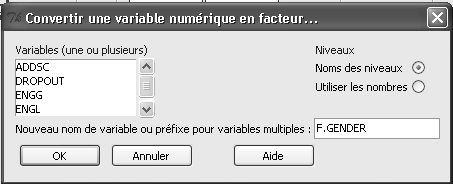 Convertir une variable numérique en facteur...
Variables (une ou plusieurs)
Niveaux
ADDSC
DROPOUT
ENGG
ENGL
Noms des niveaux
Utiliser les nombres
Nouveau nom de variable ou préfixe pour variables multiples : F.GENDER
OK Annuler Aide